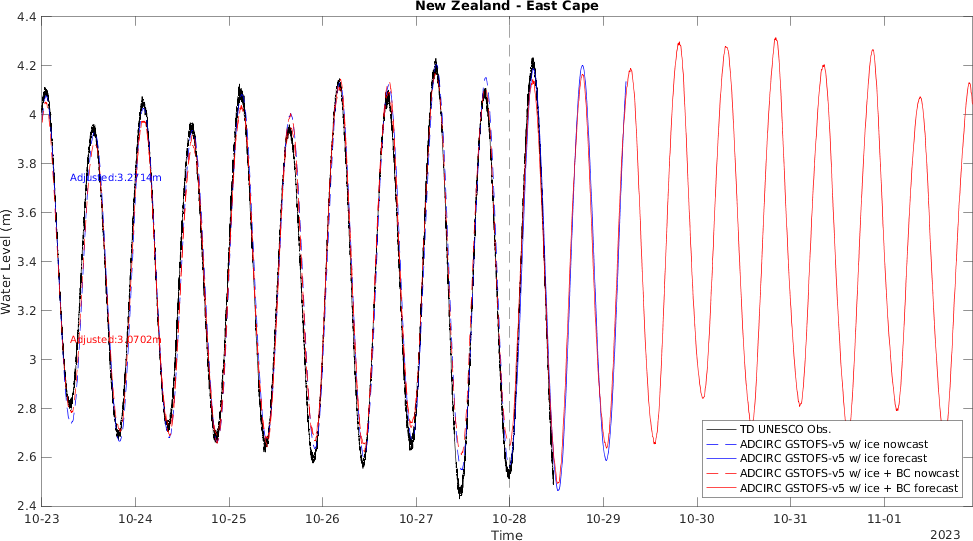 New Zealand - East Cape
Water Level (m)
4.4
4.2
4
3.8
3.6
3.4
3.2
3
2.8
2.6
2.4
Adjusted:3.2714m
Adjusted:3.0702m
TD UNESCO Obs.
ADCIRC GSTOFS-v5 w/ ice nowcast
ADCIRC GSTOFS-v5 w/ ice forecast
ADCIRC GSTOFS-v5 w/ ice + BC nowcast
ADCIRC GSTOFS-v5 w/ ice + BC forecast
10-23 10-24 10-25 10-26 10-27 10-28 10-29 10-30 10-31 11-01
Time
2023